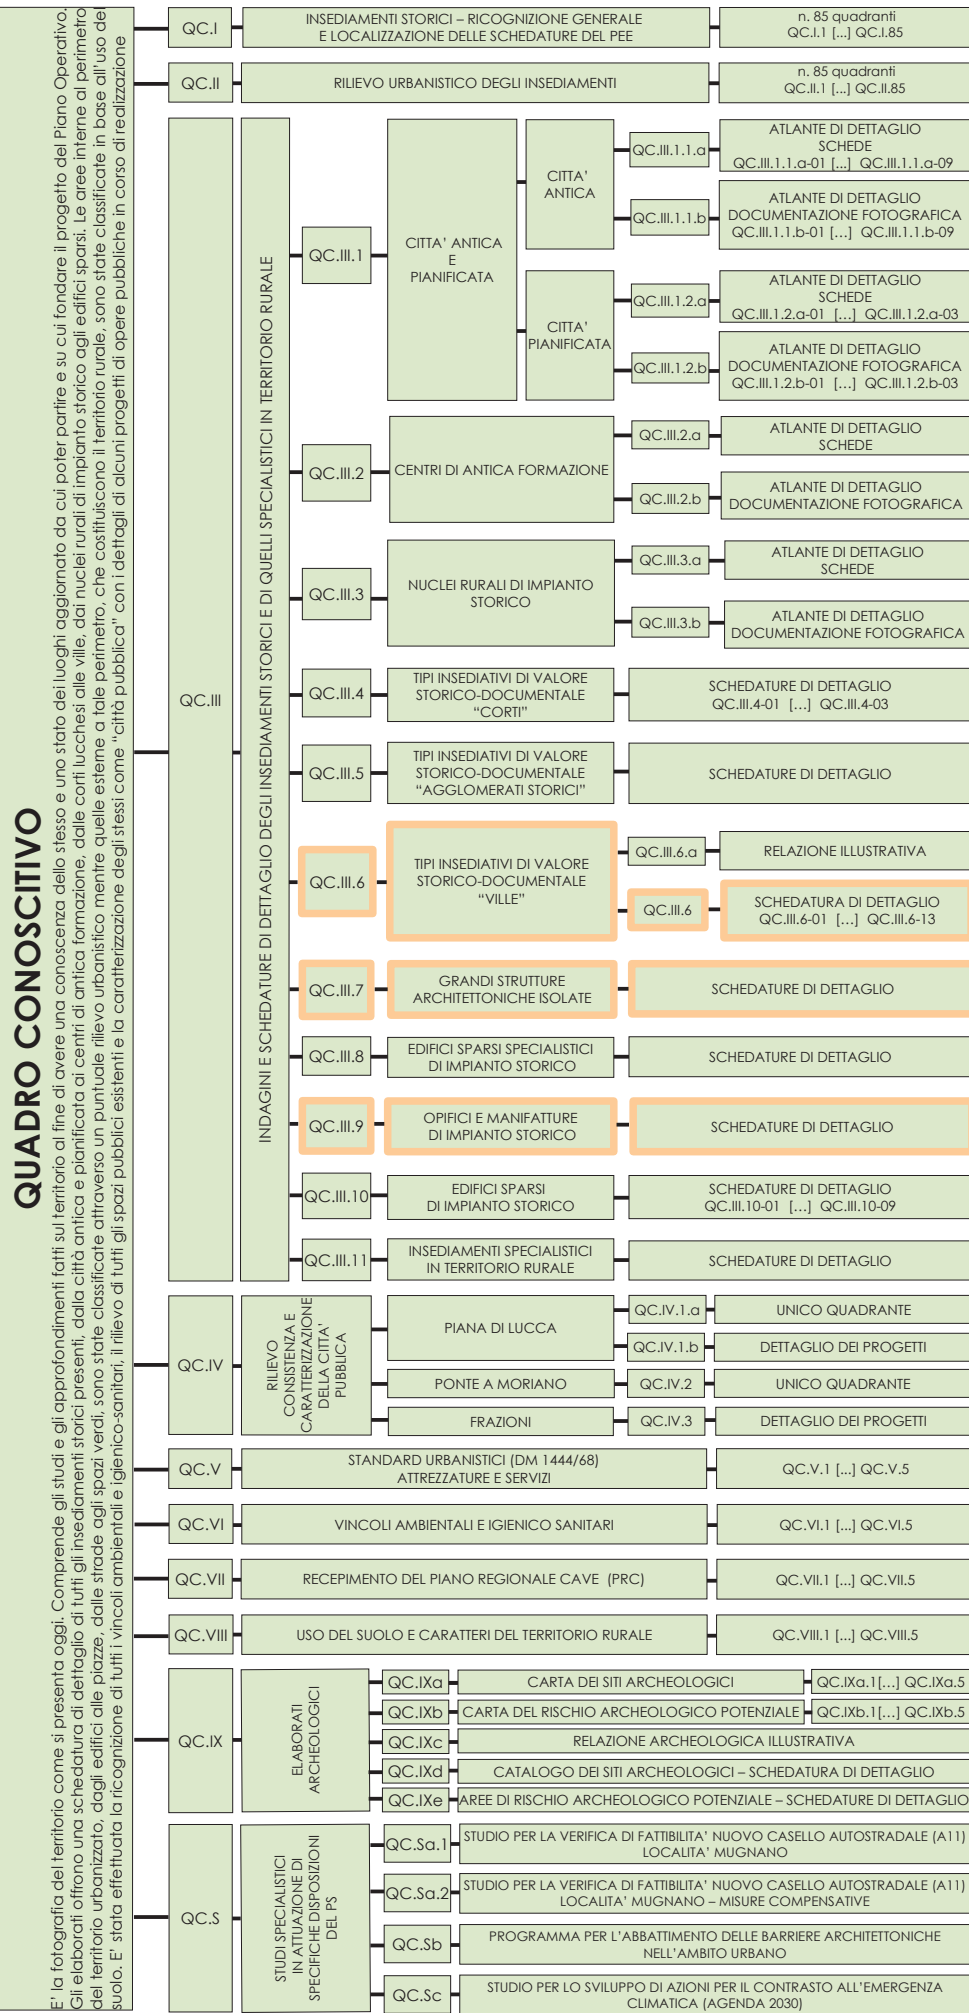 QUADRO CONOSCITIVO
E' la fotografia del territorio come si presenta oggi. Comprende gli studi e gli approfondimenti fatti sul territorio al fine di avere una conoscenza dello stesso e uno stato dei luoghi aggiornato da cui poter partire e su cui fondare il progetto del Piano Operativo.
Gli elaborati offrono una schedatura di dettaglio di tutti gli insediamenti storici presenti, dalla città antica e pianificata ai centri di antica formazione, dalle corti lucchesi alle ville, dai nuclei rurali di impianto storico agli edifici sparsi. Le aree interne al perimetro
del territorio urbanizzato, dagli edifici alle piazze, dalle strade agli spazi verdi, sono state classificate attraverso un puntuale rilievo urbanistico mentre quelle esterne a tale perimetro, che costituiscono il territorio rurale, sono state classificate in base all'uso del
suolo. E' stata effettuata la ricognizione di tutti i vincoli ambientali e igienico-sanitari, il rilievo di tutti gli spazi pubblici esistenti e la caratterizzazione degli stessi come "città pubblica" con i dettagli di alcuni progetti di opere pubbliche in corso di realizzazione
QC.I
INSEDIAMENTI STORICI – RICOGNIZIONE GENERALE
E LOCALIZZAZIONE DELLE SCHEDATURE DEL PEE
n. 85 quadranti
QC.I.1 [...] QC.I.85
QC.II
RILIEVO URBANISTICO DEGLI INSEDIAMENTI
n. 85 quadranti
QC.II.1 [...] QC.II.85
QC.III
INDAGINI E SCHEDATURE DI DETTAGLIO DEGLI INSEDIAMENTI STORICI E DI QUELLI SPECIALISTICI IN TERRITORIO RURALE
QC.III.1
CITTA' ANTICA
E
PIANIFICATA
CITTA'
ANTICA
QC.III.1.1.a
ATLANTE DI DETTAGLIO
SCHEDE
QC.III.1.1.a-01 [...] QC.III.1.1.a-09
QC.III.1.1.b
ATLANTE DI DETTAGLIO
DOCUMENTAZIONE FOTOGRAFICA
QC.III.1.1.b-01 [...] QC.III.1.1.b-09
CITTA'
PIANIFICATA
QC.III.1.2.a
ATLANTE DI DETTAGLIO
SCHEDE
QC.III.1.2.a-01 [...] QC.III.1.2.a-03
QC.III.1.2.b
ATLANTE DI DETTAGLIO
DOCUMENTAZIONE FOTOGRAFICA
QC.III.1.2.b-01 [...] QC.III.1.2.b-03
QC.III.2
CENTRI DI ANTICA FORMAZIONE
QC.III.2.a
ATLANTE DI DETTAGLIO
SCHEDE
QC.III.2.b
ATLANTE DI DETTAGLIO
DOCUMENTAZIONE FOTOGRAFICA
QC.III.3
NUCLEI RURALI DI IMPIANTO
STORICO
QC.III.3.a
ATLANTE DI DETTAGLIO
SCHEDE
QC.III.3.b
ATLANTE DI DETTAGLIO
DOCUMENTAZIONE FOTOGRAFICA
QC.III.4
TIPI INSEDIATIVI DI VALORE
STORICO-DOCUMENTALE
"CORTI"
SCHEDATURE DI DETTAGLIO
QC.III.4-01 [...] QC.III.4-03
QC.III.5
TIPI INSEDIATIVI DI VALORE
STORICO-DOCUMENTALE
"AGGLOMERATI STORICI"
SCHEDATURE DI DETTAGLIO
QC.III.6
TIPI INSEDIATIVI DI VALORE
STORICO-DOCUMENTALE
"VILLE"
QC.III.6.a
RELAZIONE ILLUSTRATIVA
QC.III.6
SCHEDATURA DI DETTAGLIO
QC.III.6-01 [...] QC.III.6-13
QC.III.7
GRANDI STRUTTURE
ARCHITETTONICHE ISOLATE
SCHEDATURE DI DETTAGLIO
QC.III.8
EDIFICI SPARSI SPECIALISTICI
DI IMPIANTO STORICO
SCHEDATURE DI DETTAGLIO
QC.III.9
OPIFICI E MANIFATTURE
DI IMPIANTO STORICO
SCHEDATURE DI DETTAGLIO
QC.III.10
EDIFICI SPARSI
DI IMPIANTO STORICO
SCHEDATURE DI DETTAGLIO
QC.III.10-01 [...] QC.III.10-09
QC.III.11
INSEDIAMENTI SPECIALISTICI
IN TERRITORIO RURALE
SCHEDATURE DI DETTAGLIO
QC.IV
RILIEVO
CONSISTENZA E
CARATTERIZZAZIONE
DELLA CITTA'
PUBBLICA
PIANA DI LUCCA
QC.IV.1.a
UNICO QUADRANTE
QC.IV.1.b
DETTAGLIO DEI PROGETTI
PONTE A MORIANO
QC.IV.2
UNICO QUADRANTE
FRAZIONI
QC.IV.3
DETTAGLIO DEI PROGETTI
QC.V
STANDARD URBANISTICI (DM 1444/68)
ATTREZZATURE E SERVIZI
QC.V.1 [...] QC.V.5
QC.VI
VINCOLI AMBIENTALI E IGIENICO SANITARI
QC.VI.1 [...] QC.VI.5
QC.VII
RECEPIMENTO DEL PIANO REGIONALE CAVE (PRC)
QC.VII.1 [...] QC.VII.5
QC.VIII
USO DEL SUOLO E CARATTERI DEL TERRITORIO RURALE
QC.VIII.1 [...] QC.VIII.5
QC.IX
ELABORATI
ARCHEOLOGICI
QC.IXa
CARTA DEI SITI ARCHEOLOGICI
QC.IXa.1[...] QC.IXa.5
QC.IXb
CARTA DEL RISCHIO ARCHEOLOGICO POTENZIALE
QC.IXb.1[...] QC.IXb.5
QC.IXc
RELAZIONE ARCHEOLOGICA ILLUSTRATIVA
QC.IXd
CATALOGO DEI SITI ARCHEOLOGICI – SCHEDATURA DI DETTAGLIO
QC.IXe
AREE DI RISCHIO ARCHEOLOGICO POTENZIALE – SCHEDATURE DI DETTAGLIO
QC.S
STUDI SPECIALISTICI
IN ATTUAZIONE DI
SPECIFICHE DISPOSIZIONI
DEL PS
QC.Sa.1
STUDIO PER LA VERIFICA DI FATTIBILITA' NUOVO CASELLO AUTOSTRADALE (A11)
LOCALITA' MUGNANO
QC.Sa.2
STUDIO PER LA VERIFICA DI FATTIBILITA' NUOVO CASELLO AUTOSTRADALE (A11)
LOCALITA' MUGNANO – MISURE COMPENSATIVE
QC.Sb
PROGRAMMA PER L'ABBATTIMENTO DELLE BARRIERE ARCHITETTONICHE
NELL'AMBITO URBANO
QC.Sc
STUDIO PER LO SVILUPPO DI AZIONI PER IL CONTRASTO ALL'EMERGENZA
CLIMATICA (AGENDA 2030)